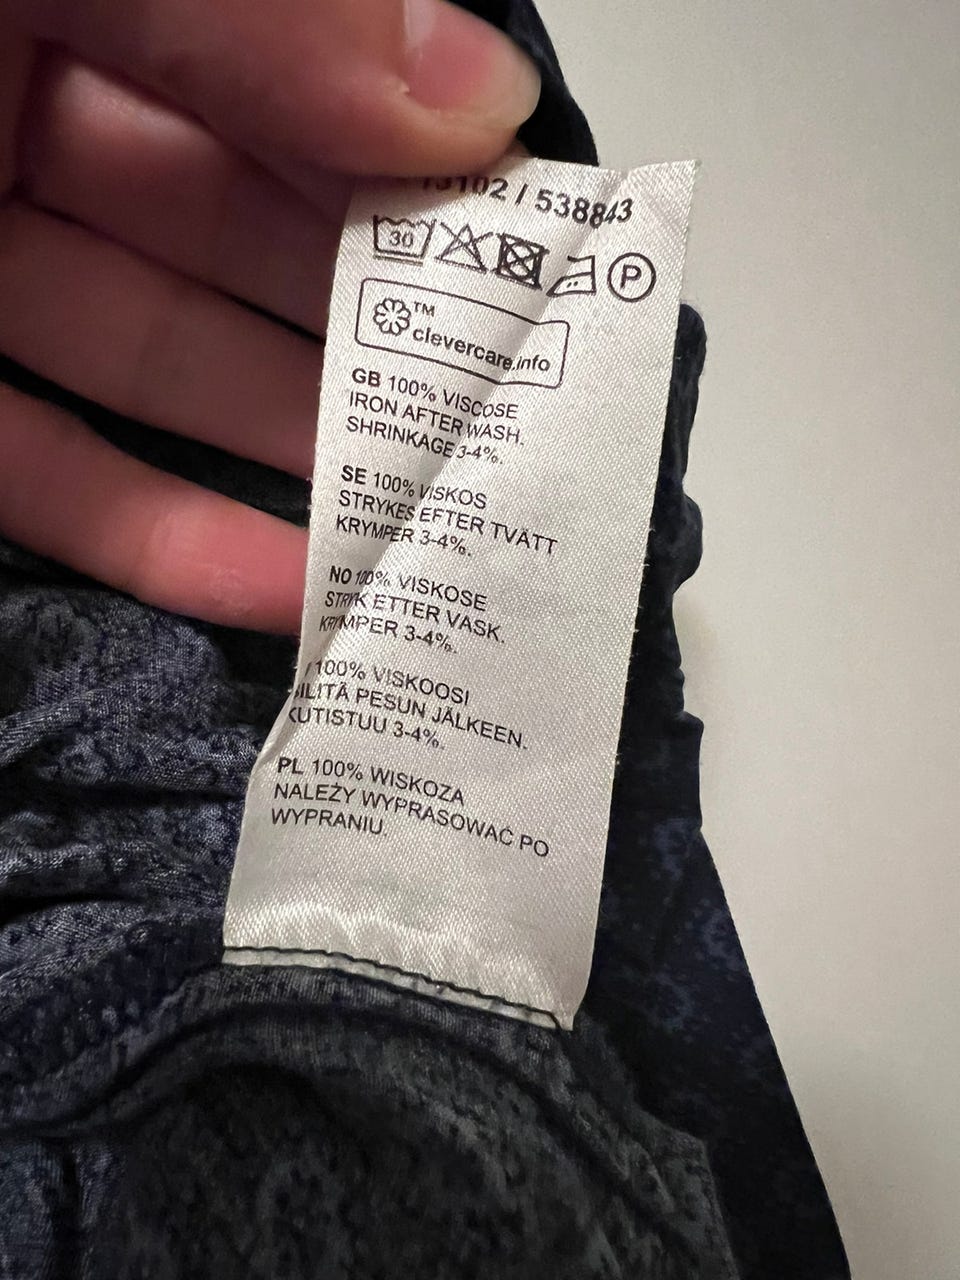 / 538843
30
P
TM
clevercare.info
GB 100% VISCOSE
IRON AFTER WASH.
SHRINKAGE 3-4%.
SE 100% VISKOS
STRYKES EFTER TVÄTT
KRYMPER 3-4%.
NO 100% VISKOSE
STRYK ETTER VASK.
KRYMPER 3-4%.
100% VISKOOSI
PESUN JÄLKEEN.
KUTISTUU 3-4%.
PL 100% WISKOZA
NALEŻY WYPRASOWAĆ PO
WYPRANIU.